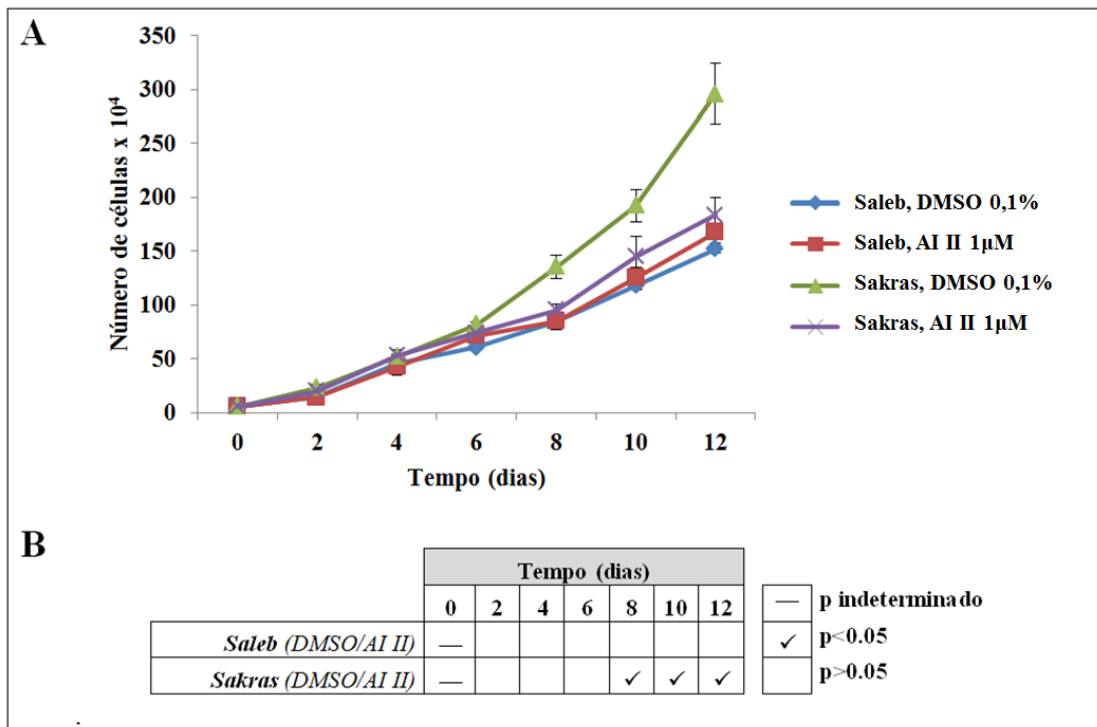 A
350
300
250
200
150
100
50
0
Número de células x 10⁴
0 2 4 6 8 10 12
Tempo (dias)
Saleb, DMSO 0,1%
Saleb, AI II 1µM
Sakras, DMSO 0,1%
Sakras, AI II 1µM
B
Tempo (dias)
0 2 4 6 8 10 12
Saleb (DMSO/AI II) —
Sakras (DMSO/AI II) — ✓ ✓ ✓
— p indeterminado
✓ p<0.05
p>0.05